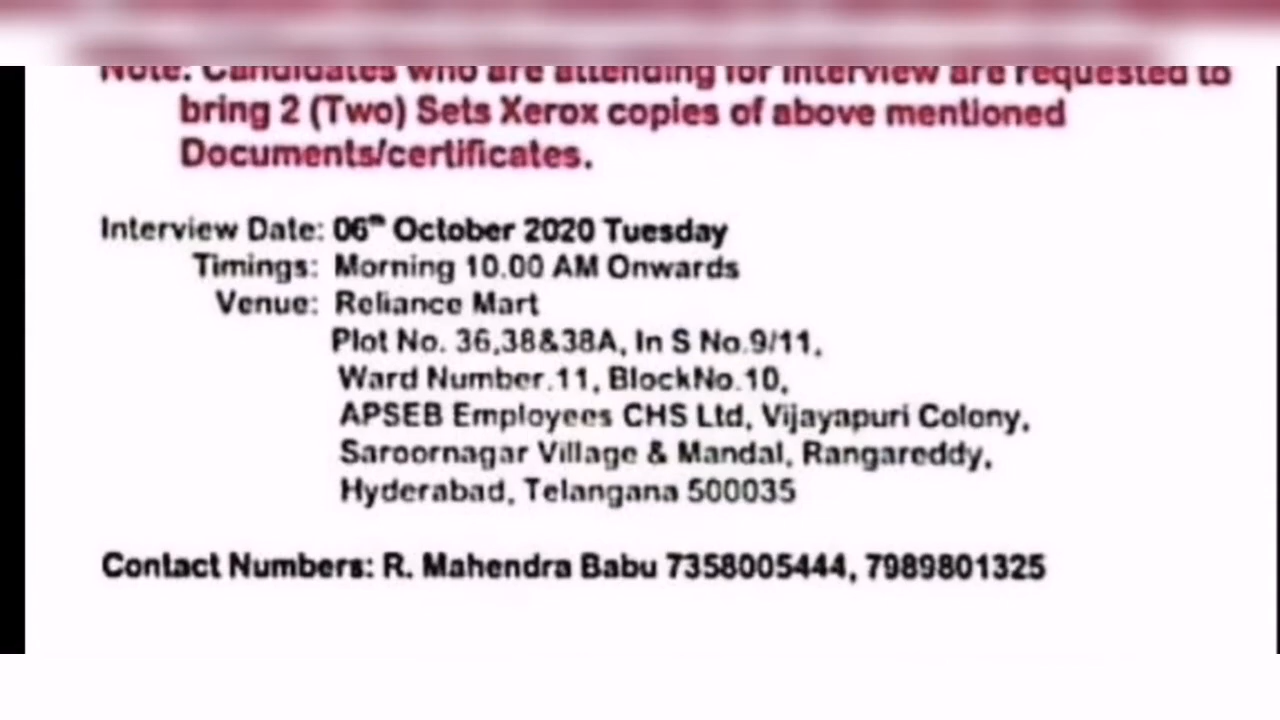 Note: Candidates who are attending for Interview are requested to
bring 2 (Two) Sets Xerox copies of above mentioned
Documents/certificates.
Interview Date: 06th October 2020 Tuesday
Timings: Morning 10.00 AM Onwards
Venue: Reliance Mart
Plot No. 36,38&38A, In S No.9/11,
Ward Number.11, BlockNo.10,
APSEB Employees CHS Ltd, Vijayapuri Colony,
Saroornagar Village & Mandal, Rangareddy,
Hyderabad, Telangana 500035
Contact Numbers: R. Mahendra Babu 7358005444, 7989801325